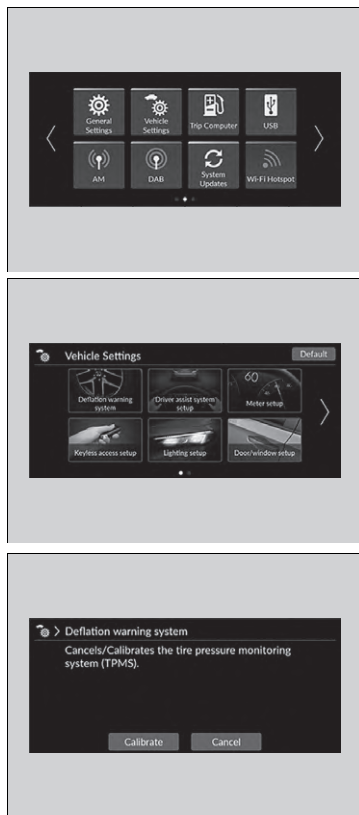 General
Settings
Vehicle
Settings
Trip Computer
USB
AM
DAB
System
Updates
Wi-Fi Hotspot
Vehicle Settings
Default
Deflation warning
system
Driver assist system
setup
60
Meter setup
Keyless access setup
Lighting setup
Door/window setup
Deflation warning system
Cancels/Calibrates the tire pressure monitoring
system (TPMS).
Calibrate
Cancel